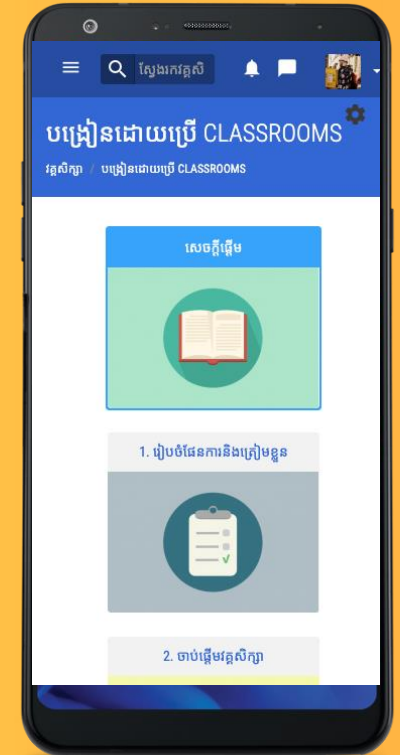 ស្វែងរកវគ្គសិ
បង្រៀនដោយប្រើ CLASSROOMS
វគ្គសិក្សា / បង្រៀនដោយប្រើ CLASSROOMS
សេចក្តីផ្តើម
1. រៀបចំផែនការនិងត្រៀមខ្លួន
2. ចាប់ផ្តើមវគ្គសិក្សា